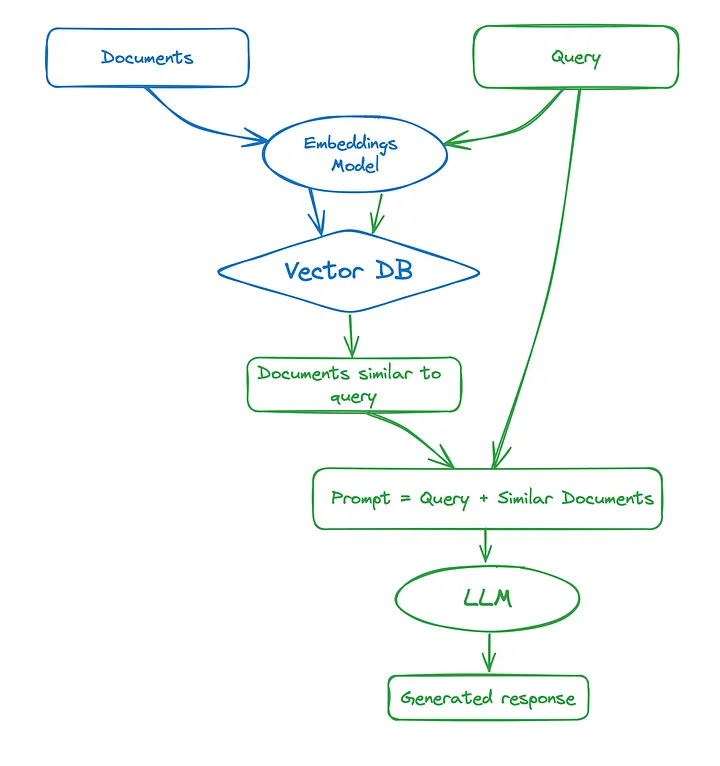 Documents
Query
Embeddings
Model
Vector DB
Documents similar to
query
Prompt = Query + Similar Documents
LLM
Generated response